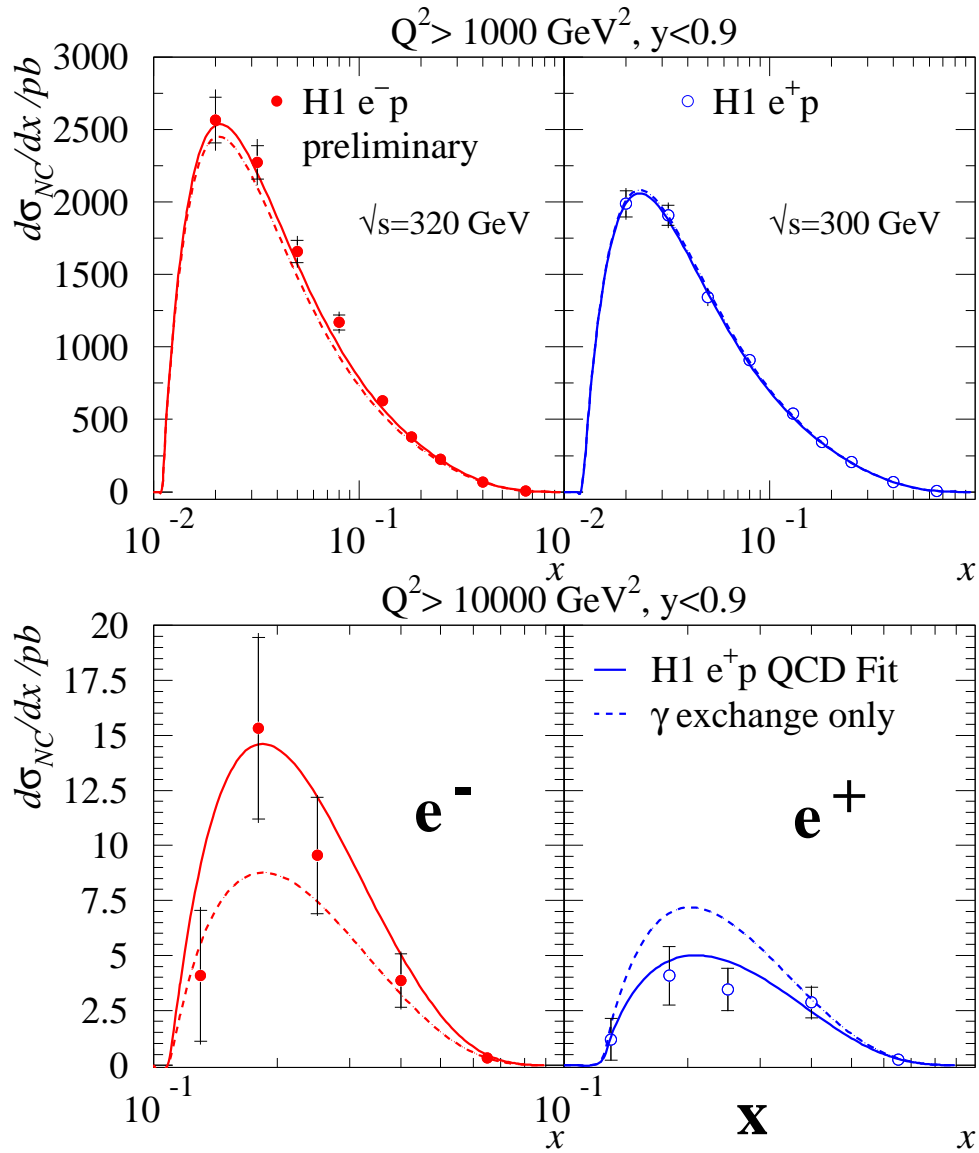 Q²> 1000 GeV², y<0.9
dσ_NC/dx /pb
3000
2500
2000
1500
1000
500
0
H1 e⁻p
preliminary
√s=320 GeV
H1 e⁺p
√s=300 GeV
10⁻²
10⁻¹
x
10⁻²
10⁻¹
x
Q²> 10000 GeV², y<0.9
dσ_NC/dx /pb
20
17.5
15
12.5
10
7.5
5
2.5
0
e⁻
H1 e⁺p QCD Fit
γ exchange only
e⁺
10⁻¹
x
10⁻¹
x
x